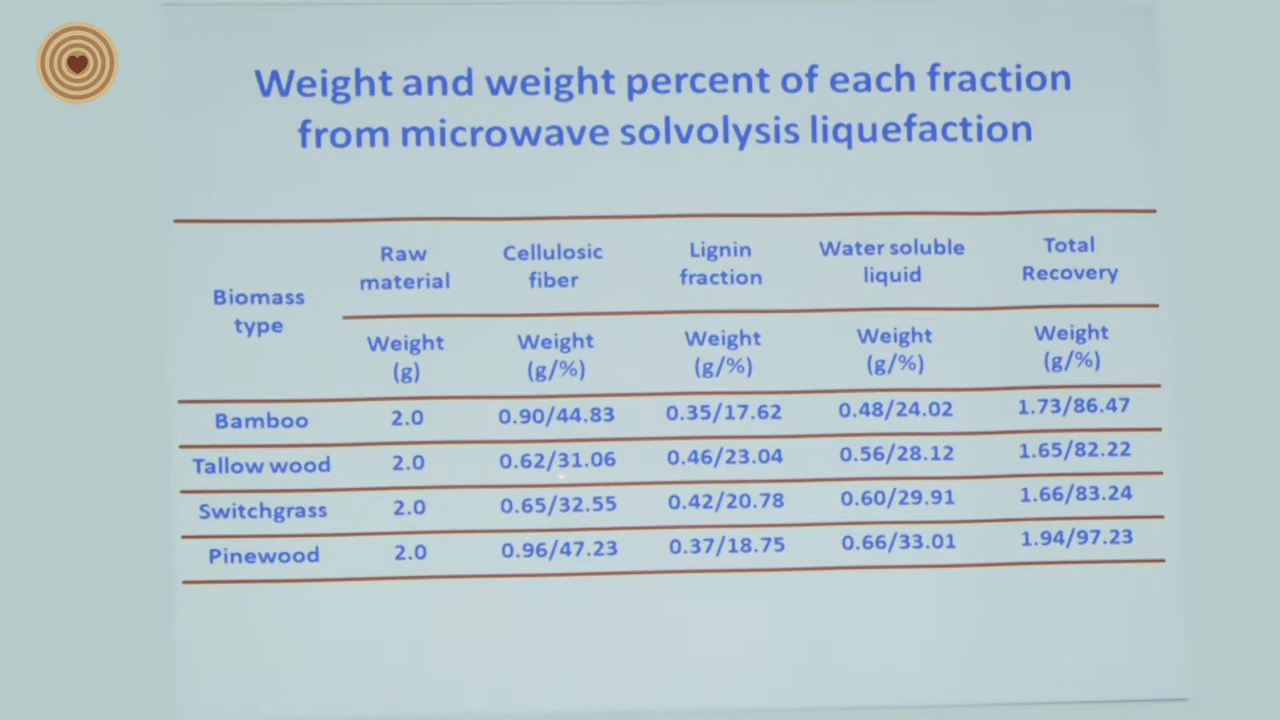 Weight and weight percent of each fraction
from microwave solvolysis liquefaction
Biomass type
Raw material
Cellulosic fiber
Lignin fraction
Water soluble liquid
Total Recovery
Weight (g)
Weight (g/%)
Weight (g/%)
Weight (g/%)
Weight (g/%)
Bamboo 2.0 0.90/44.83 0.35/17.62 0.48/24.02 1.73/86.47
Tallow wood 2.0 0.62/31.06 0.46/23.04 0.56/28.12 1.65/82.22
Switchgrass 2.0 0.65/32.55 0.42/20.78 0.60/29.91 1.66/83.24
Pinewood 2.0 0.96/47.23 0.37/18.75 0.66/33.01 1.94/97.23